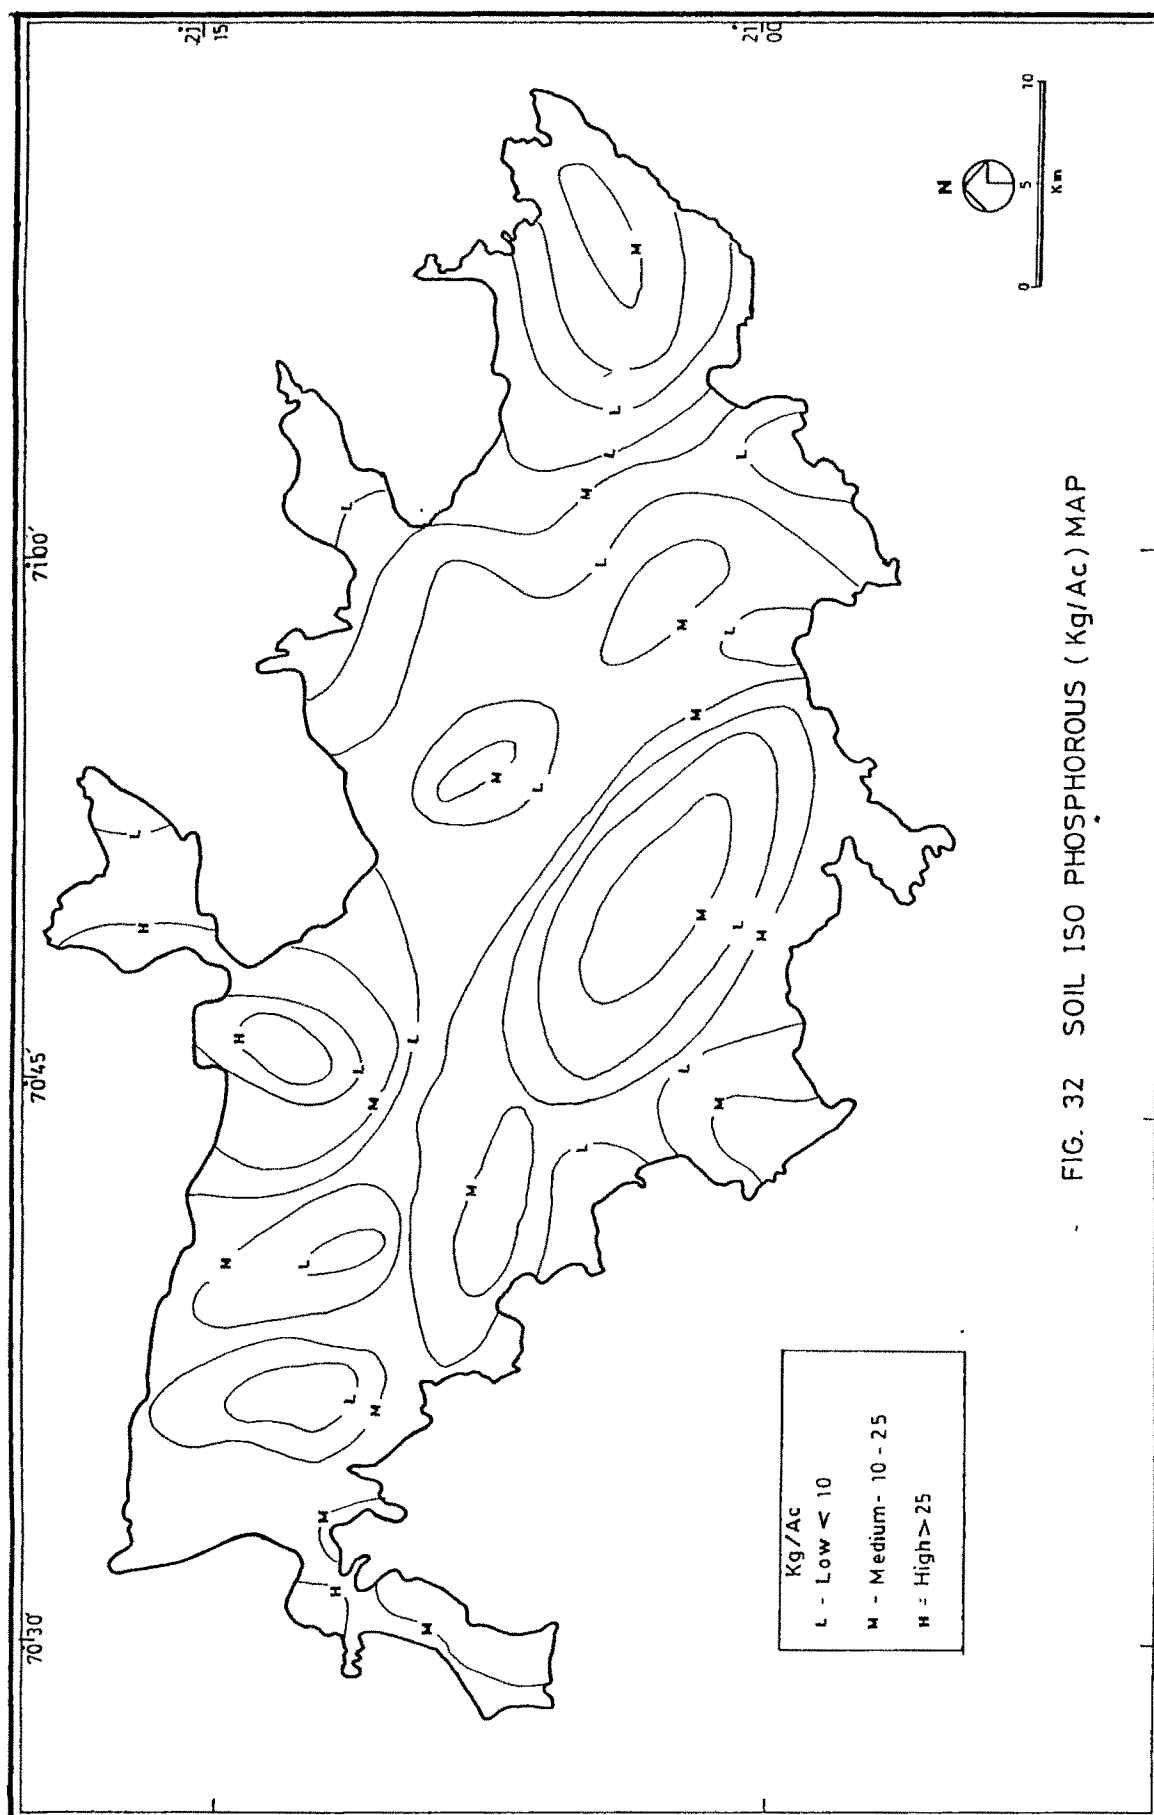 70°30'
70°45'
71°00'
21°15
21°00
H
L
L
H
L
M
L
M
L
L
M
M
H
M
M
L
M
L
M
L
M
L
M
L
M
L
M
L
M
L
M
L
L
L
M
N
0 5 10
Km
Kg/Ac
L - Low < 10
M - Medium - 10 - 25
H = High > 25
FIG. 32 SOIL ISO PHOSPHOROUS ( Kg/Ac) MAP